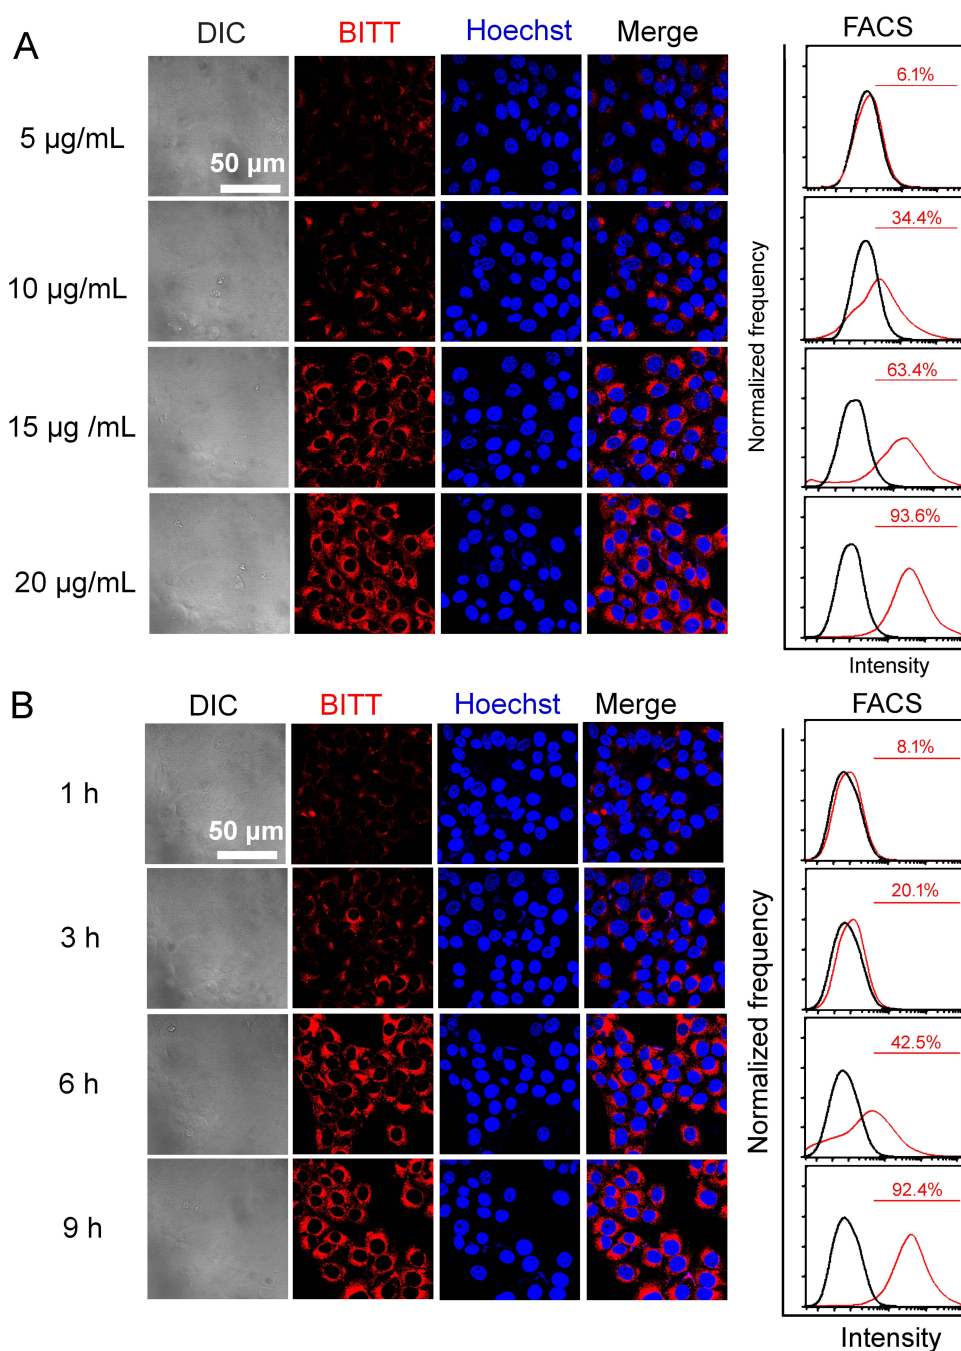 A
DIC BITT Hoechst Merge FACS
5 µg/mL
50 µm
6.1%
10 µg/mL
34.4%
15 µg /mL
63.4%
20 µg/mL
93.6%
Normalized frequency
Intensity
B
DIC BITT Hoechst Merge FACS
1 h
50 µm
8.1%
3 h
20.1%
6 h
42.5%
9 h
92.4%
Normalized frequency
Intensity